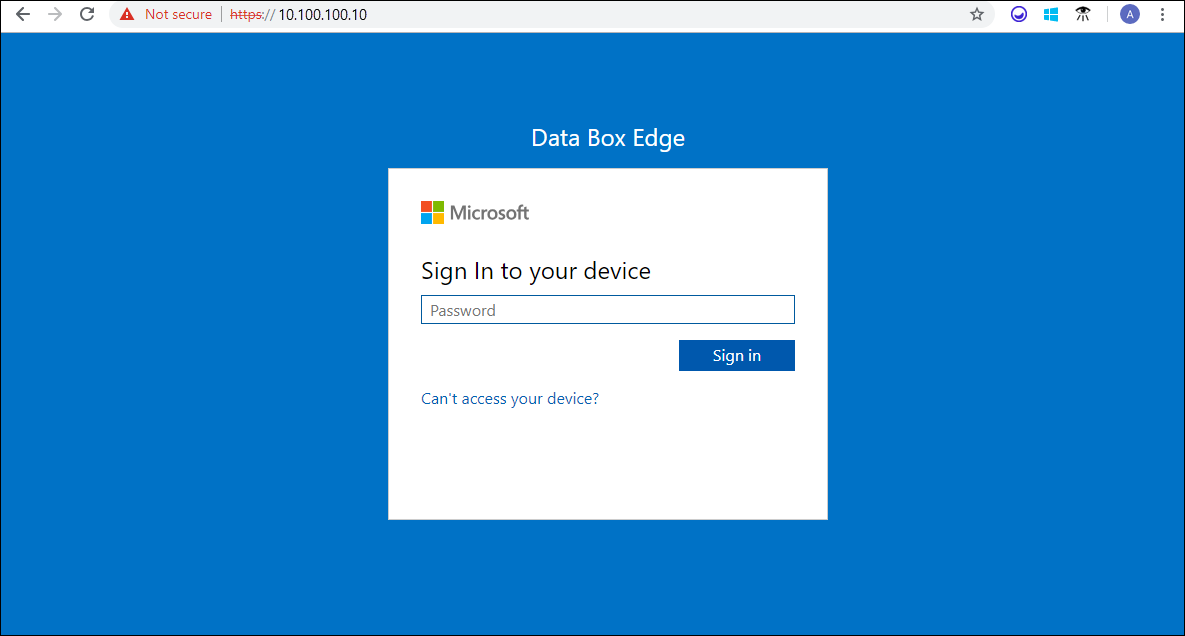 Not secure | https:// 10.100.100.10
A
Data Box Edge
Microsoft
Sign In to your device
Password
Sign in
Can't access your device?